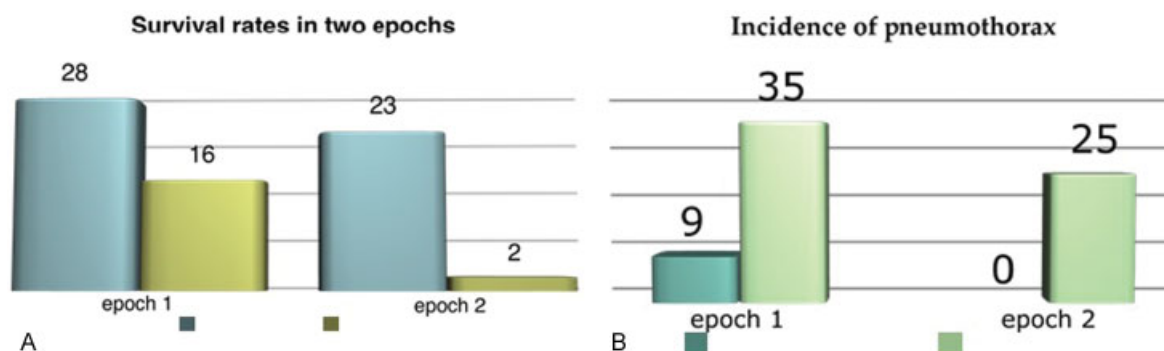 Survival rates in two epochs
28
16
23
2
epoch 1
epoch 2
A
Incidence of pneumothorax
9
35
0
25
epoch 1
epoch 2
B